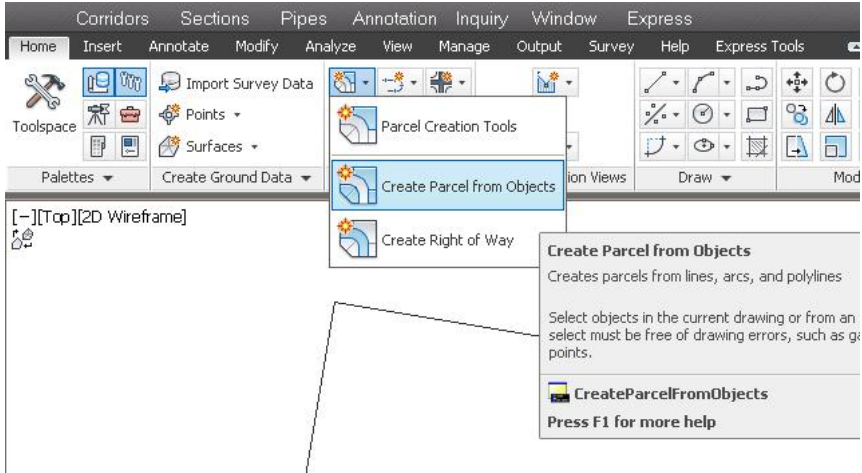 Corridors Sections Pipes Annotation Inquiry Window Express
Home Insert Annotate Modify Analyze View Manage Output Survey Help Express Tools
Toolspace
Import Survey Data
Points
Surfaces
Palettes
Create Ground Data
ion Views
Draw
Mod
Parcel Creation Tools
Create Parcel from Objects
Create Right of Way
[−][Top][2D Wireframe]
Create Parcel from Objects
Creates parcels from lines, arcs, and polylines
Select objects in the current drawing or from an
select must be free of drawing errors, such as ga
points.
CreateParcelFromObjects
Press F1 for more help